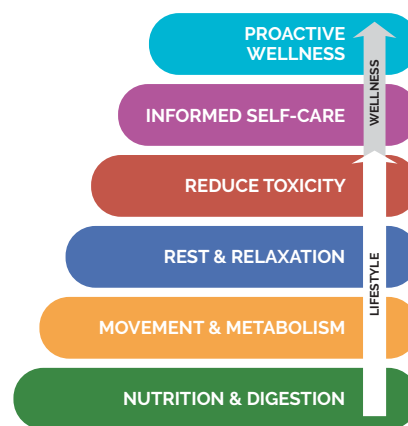 PROACTIVE
WELLNESS
WELLNESS
INFORMED SELF-CARE
REDUCE TOXICITY
REST & RELAXATION
LIFESTYLE
MOVEMENT & METABOLISM
NUTRITION & DIGESTION